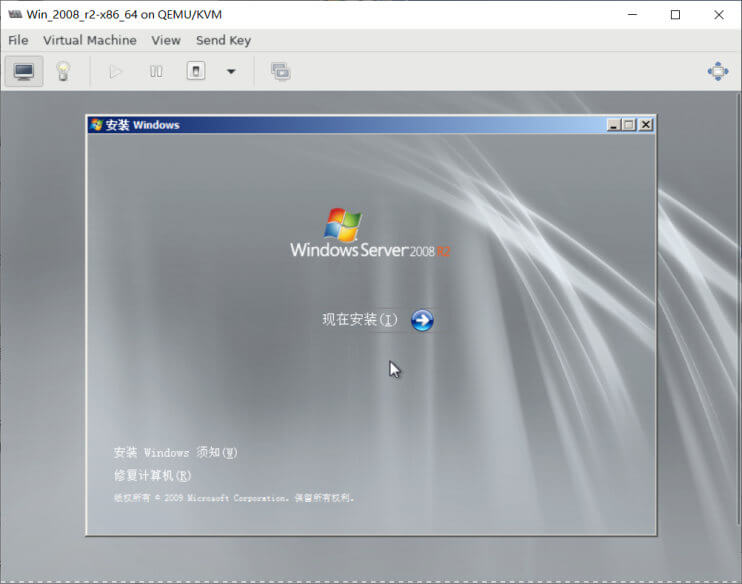 Win_2008_r2-x86_64 on QEMU/KVM
File Virtual Machine View Send Key
安装 Windows
Windows Server 2008 R2
现在安装(I)
安装 Windows 须知(W)
修复计算机(R)
版权所有 © 2009 Microsoft Corporation。保留所有权利。